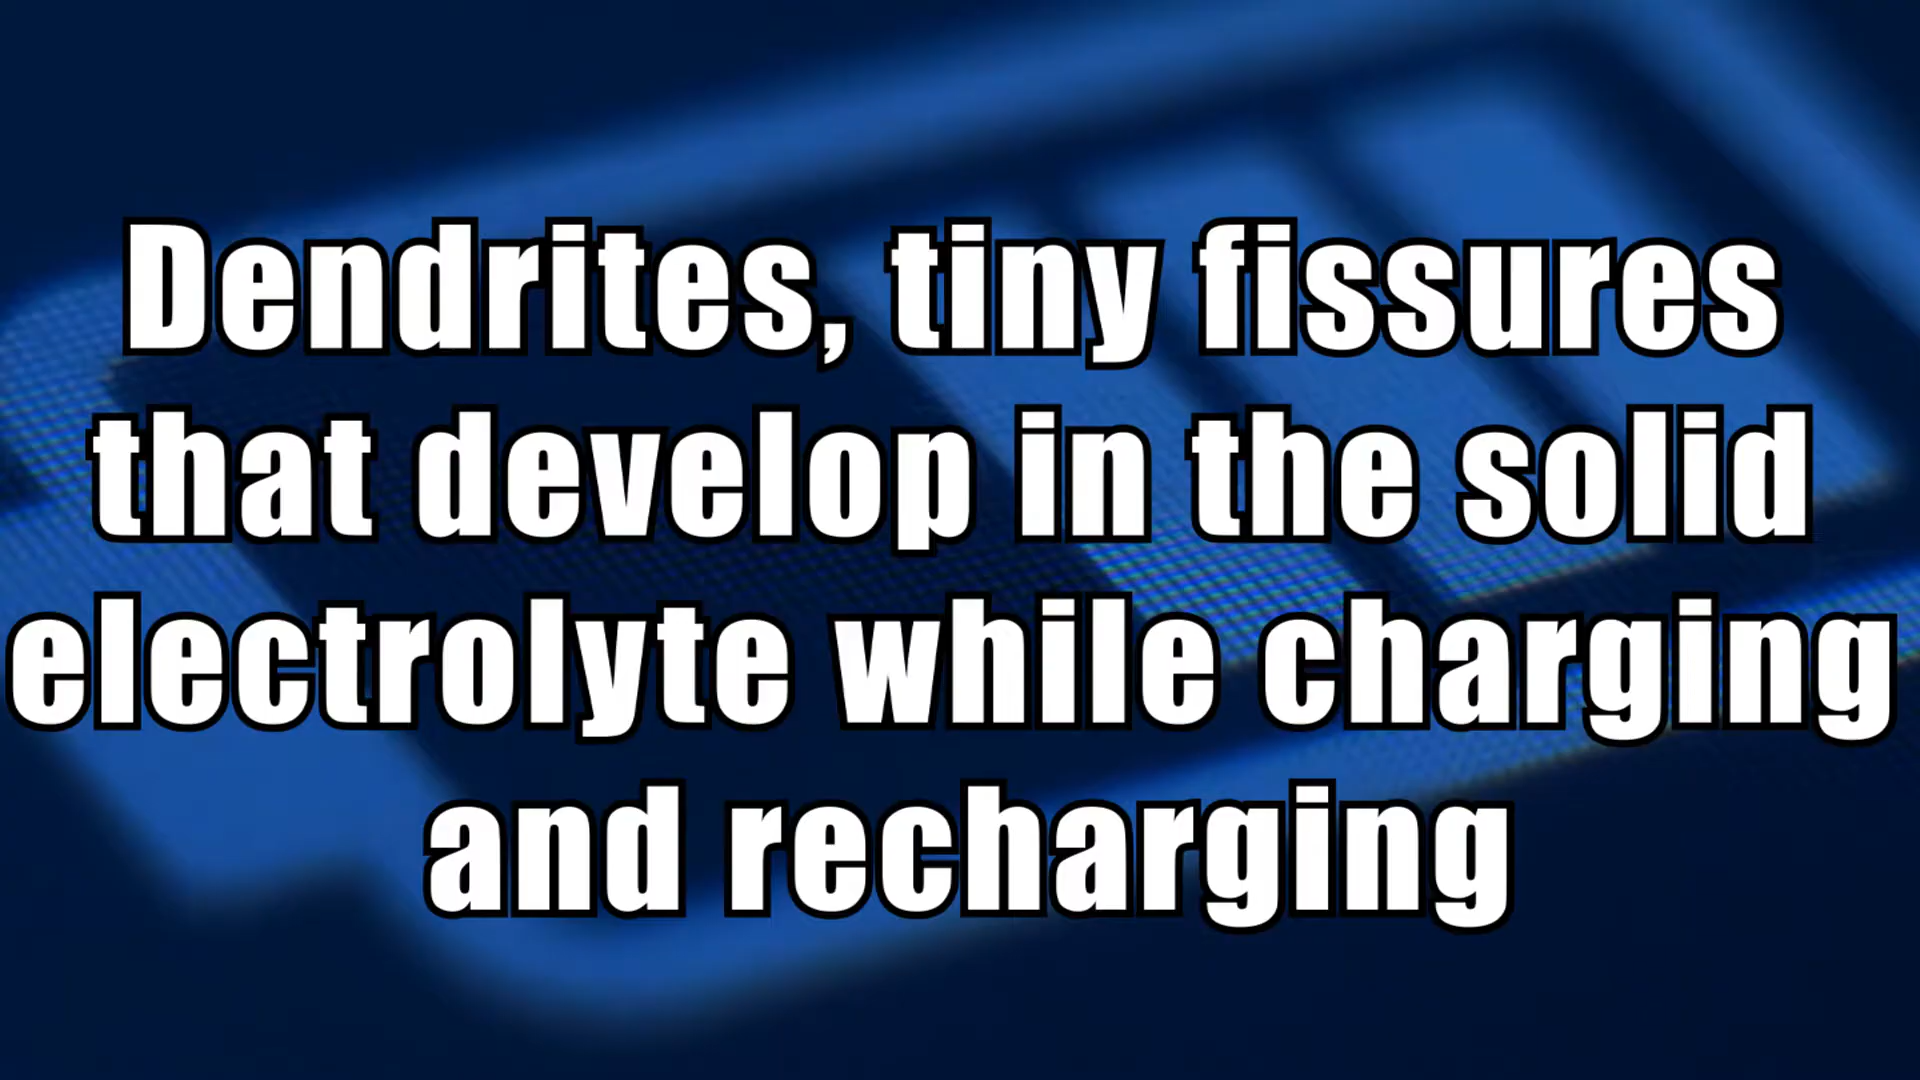 Dendrites, tiny fissures
that develop in the solid
electrolyte while charging
and recharging